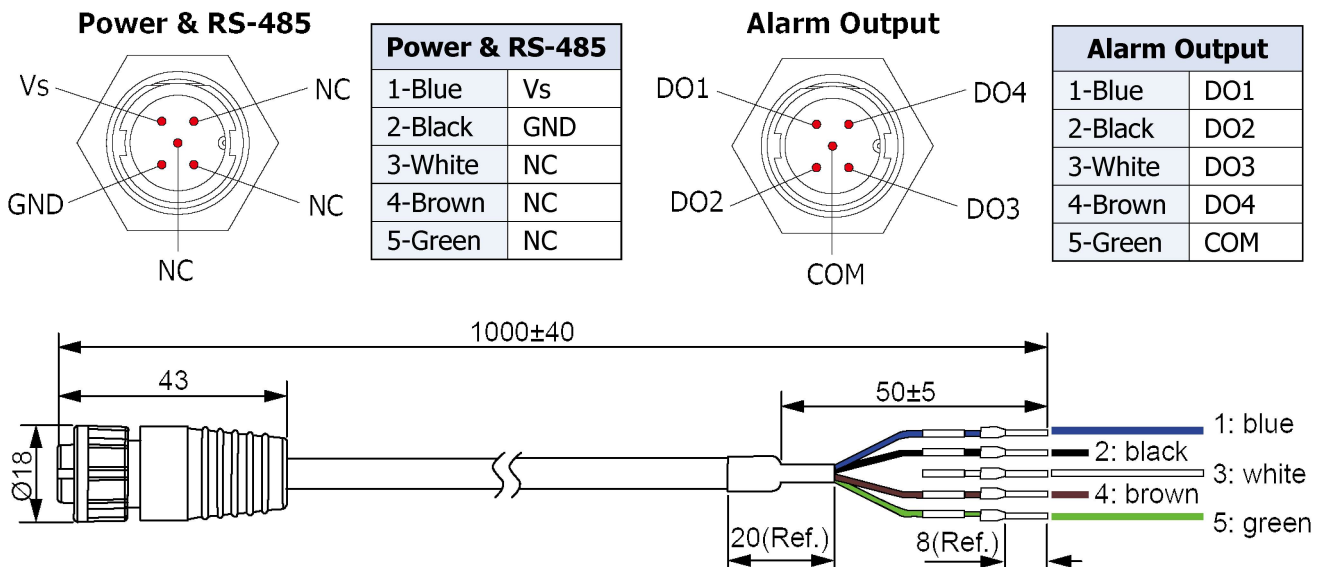 Power & RS-485
Vs
NC
GND
NC
NC
Power & RS-485
1-Blue Vs
2-Black GND
3-White NC
4-Brown NC
5-Green NC
Alarm Output
DO1
DO4
DO2
DO3
COM
Alarm Output
1-Blue DO1
2-Black DO2
3-White DO3
4-Brown DO4
5-Green COM
1000±40
43
50±5
Ø18
1: blue
2: black
3: white
4: brown
5: green
20(Ref.)
8(Ref.)